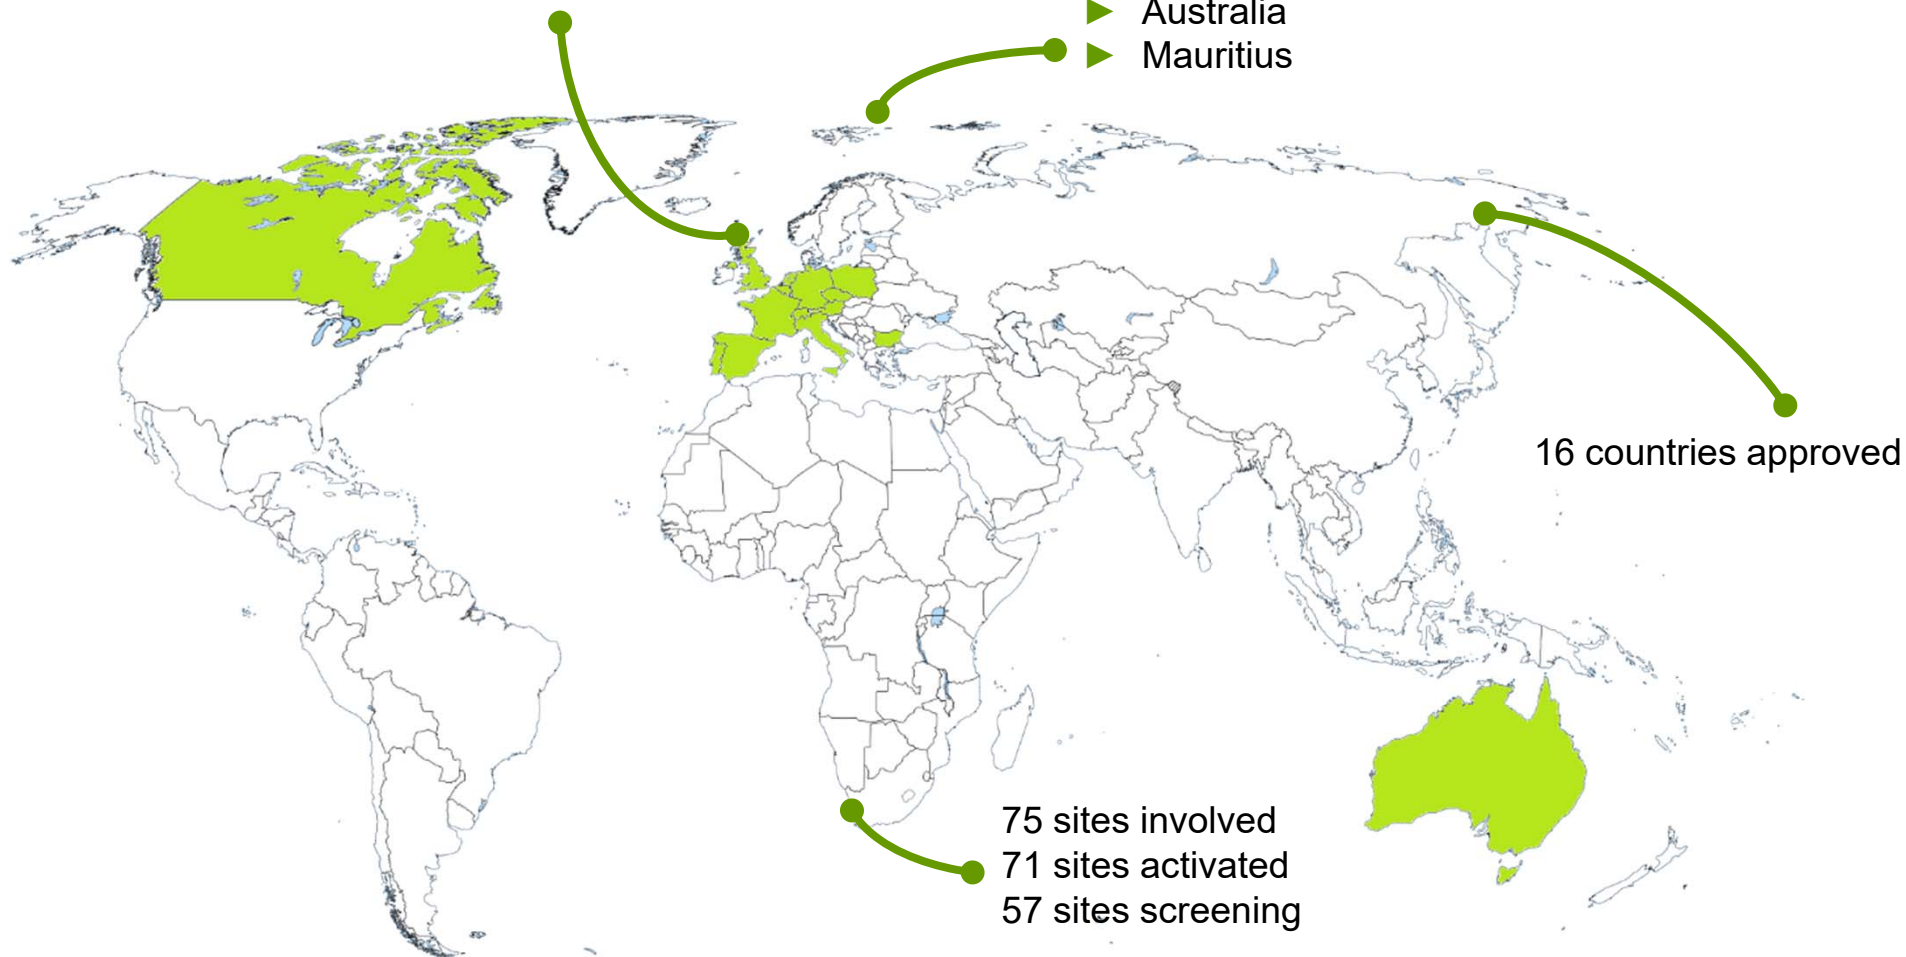 Australia
Mauritius
16 countries approved
75 sites involved
71 sites activated
57 sites screening